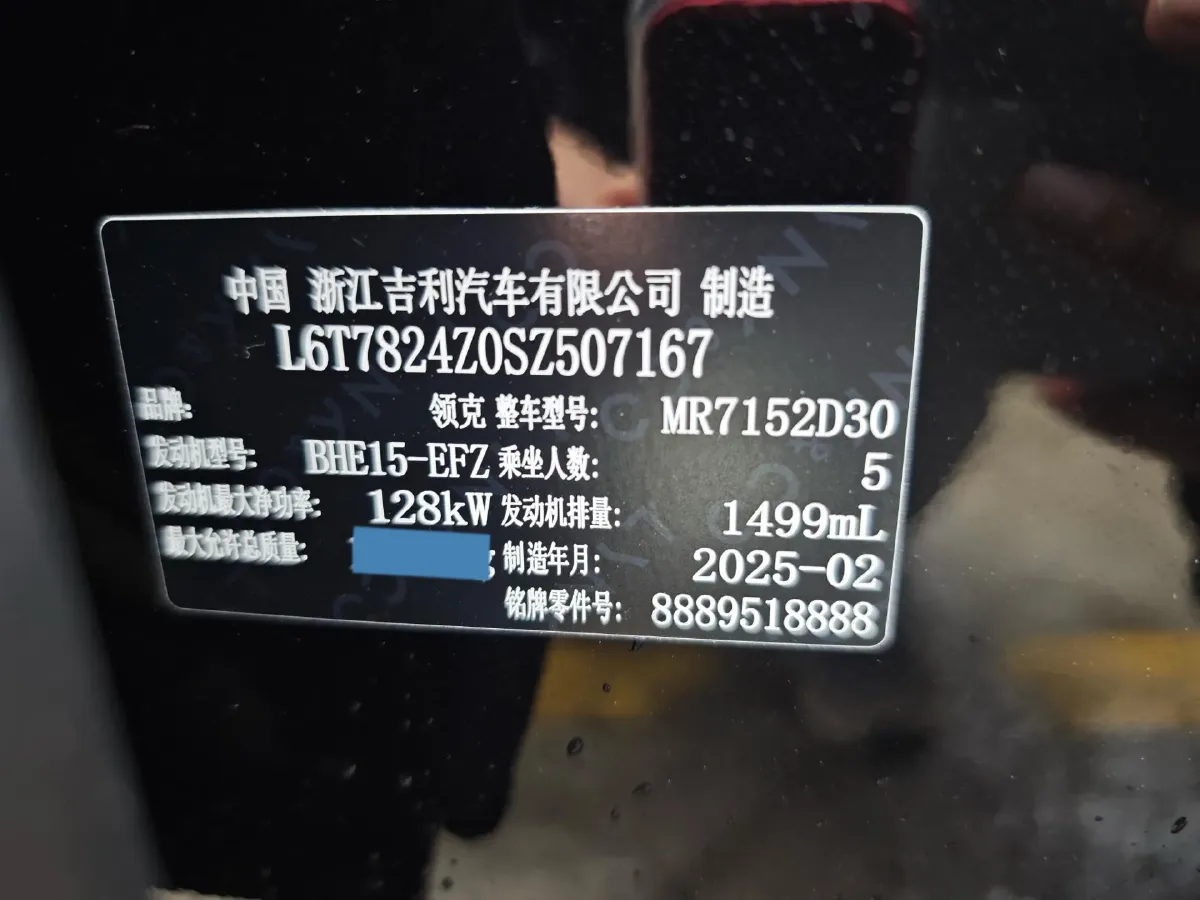 中国 浙江吉利汽车有限公司 制造
L6T7824Z0SZ507167
品牌: 领克 整车型号: MR7152D30
发动机型号: BHE15-EFZ 乘坐人数: 5
发动机最大净功率: 128kW 发动机排量: 1499mL
最大允许总质量: 制造年月: 2025-02
铭牌零件号: 8889518888